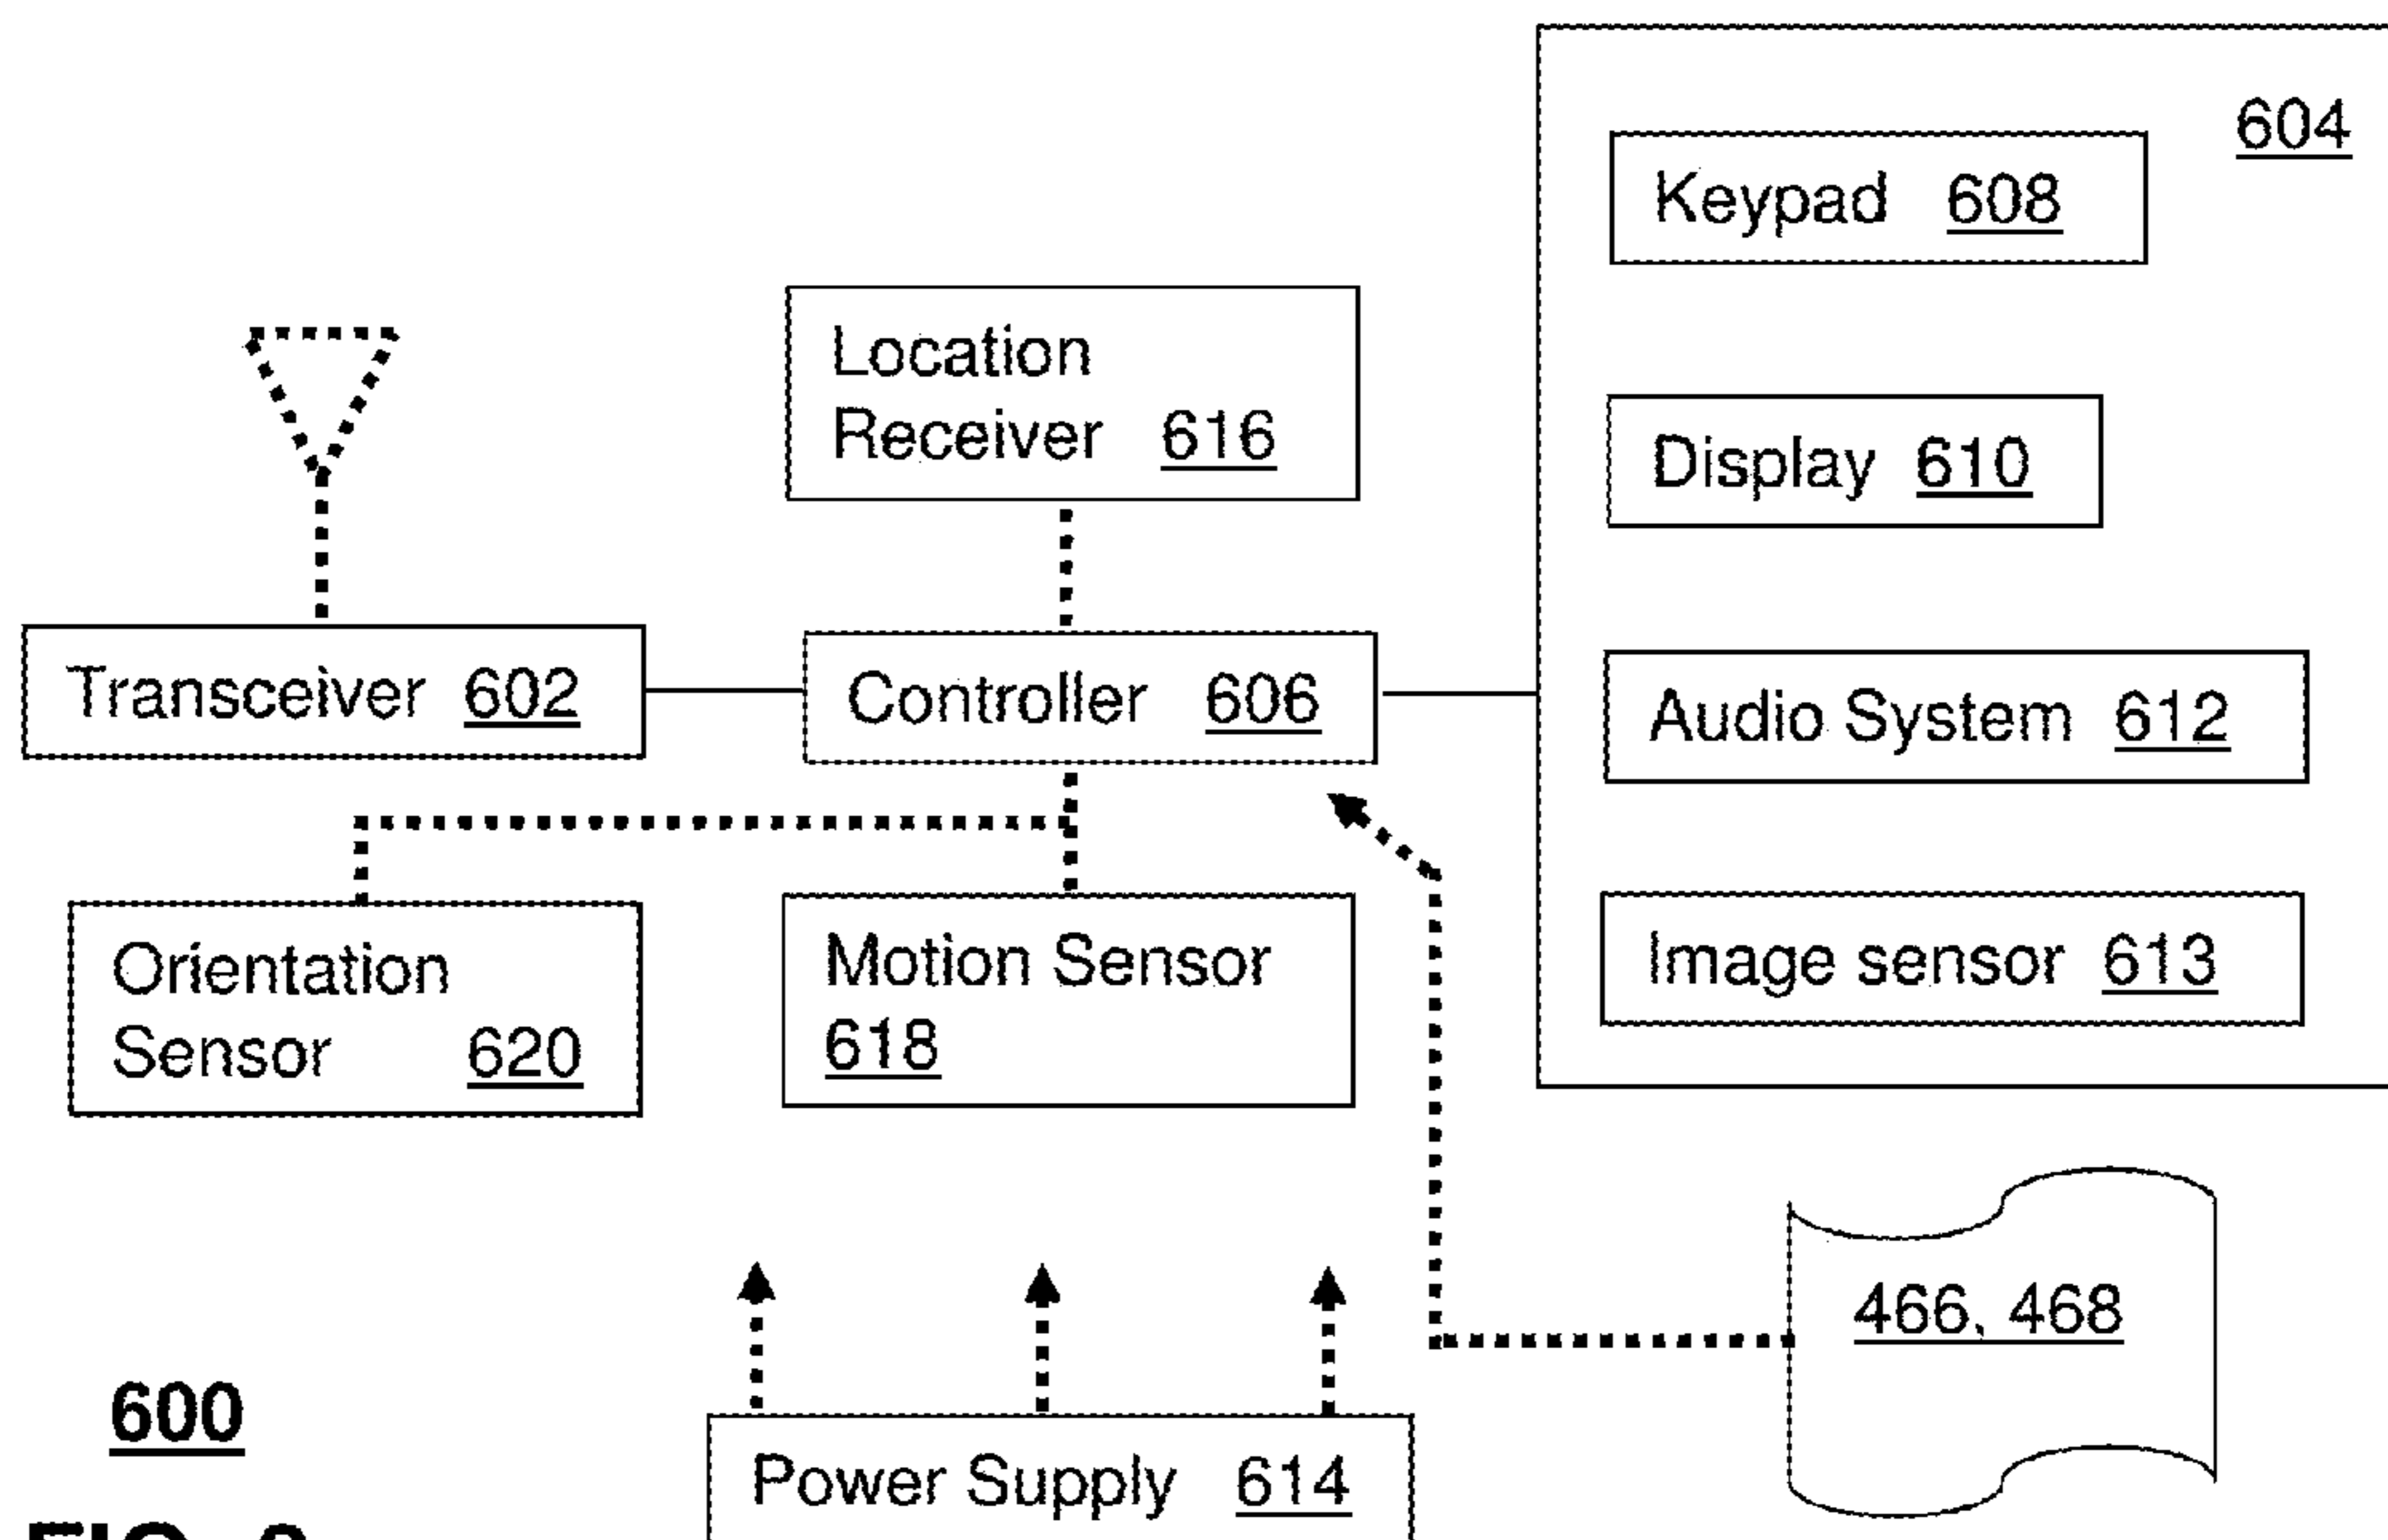 604
Keypad 608
Location
Receiver 616
Display 610
Transceiver 602
Controller 606
Audio System 612
Orientation
Sensor 620
Motion Sensor
618
Image sensor 613
466, 468
600
Power Supply 614